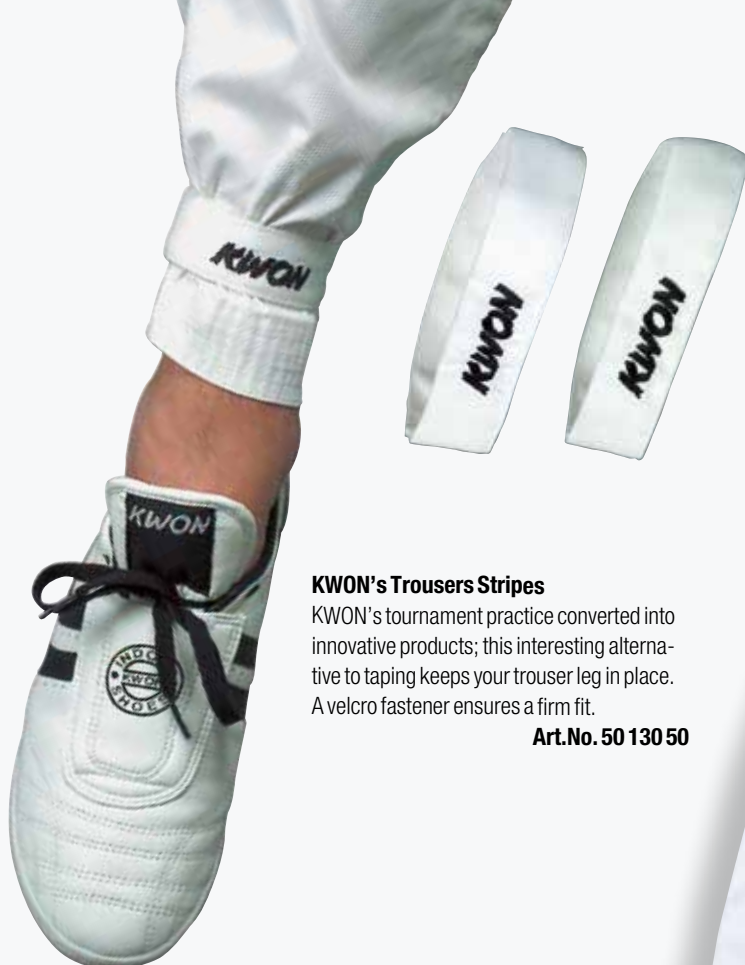 KWON
KWON
KWON
KWON
INDOOR
KWON
SHOES
KWON's Trousers Stripes
KWON's tournament practice converted into
innovative products; this interesting alterna-
tive to taping keeps your trouser leg in place.
A velcro fastener ensures a firm fit.
Art.No. 50 130 50